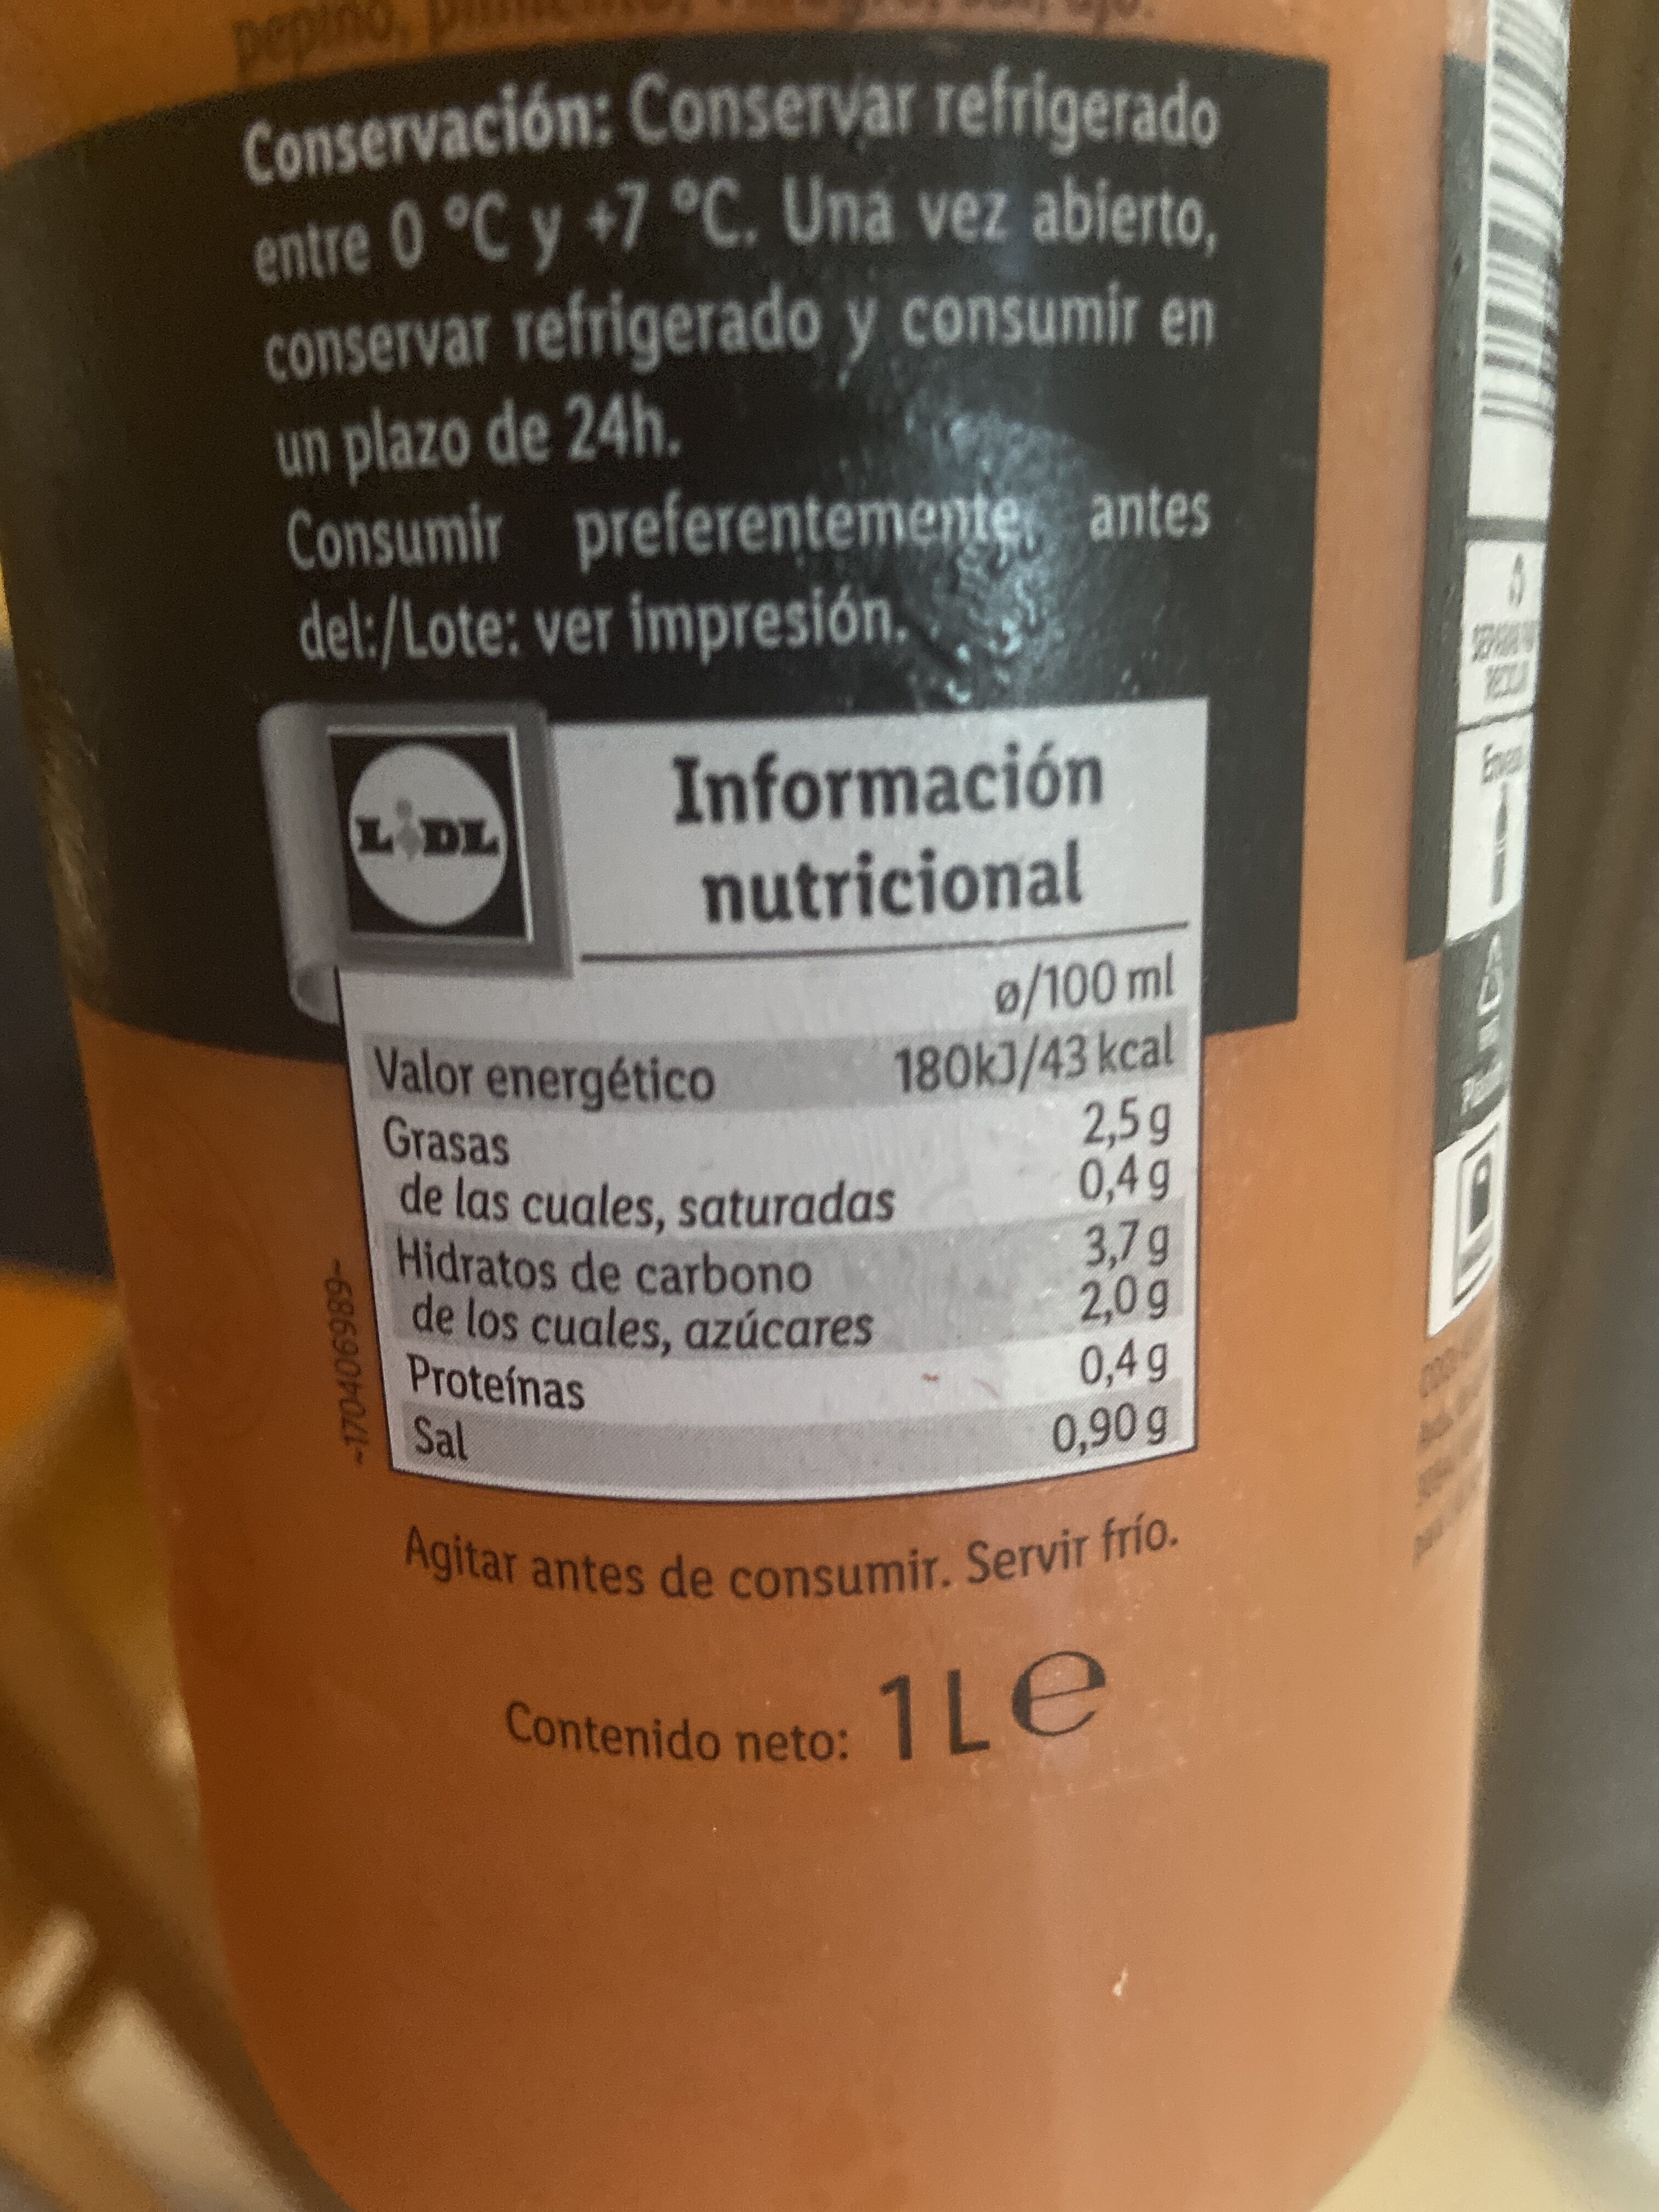 pepino,
Conservación: Conservar refrigerado
entre 0 °C y +7 °C. Una vez abierto,
conservar refrigerado y consumir en
un plazo de 24h.
Consumir preferentemente antes
del:/Lote: ver impresión.
LIDL
Información
nutricional
ø/100 ml
Valor energético 180kJ/43 kcal
Grasas 2,5 g
de las cuales, saturadas 0,4 g
Hidratos de carbono 3,7 g
de los cuales, azúcares 2,0 g
Proteínas 0,4 g
Sal 0,90 g
~170406989~
Agitar antes de consumir. Servir frío.
Contenido neto: 1 L e